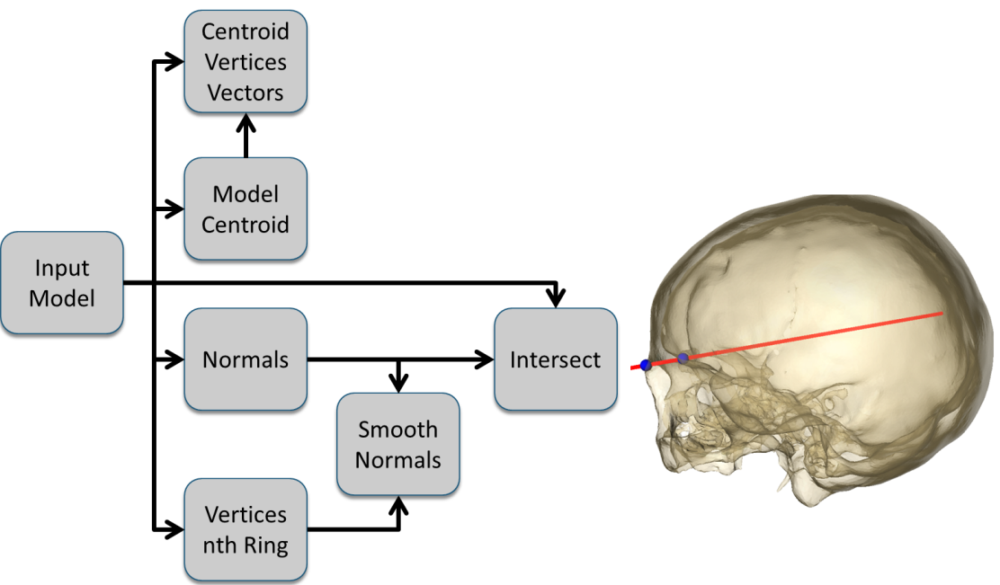 Centroid
Vertices
Vectors
Model
Centroid
Input
Model
Normals
Intersect
Smooth
Normals
Vertices
nth Ring